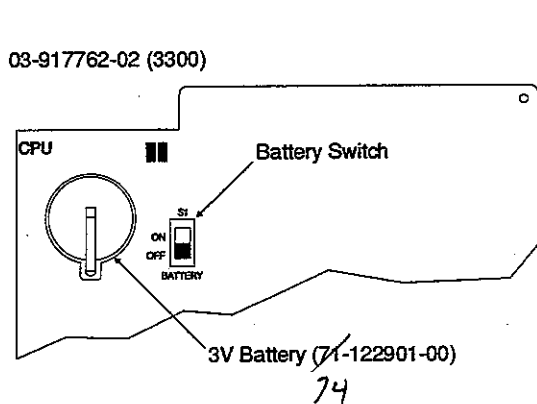 03-917762-02 (3300)
CPU
Battery Switch
S1
ON
OFF
BATTERY
3V Battery (71-122901-00)
74